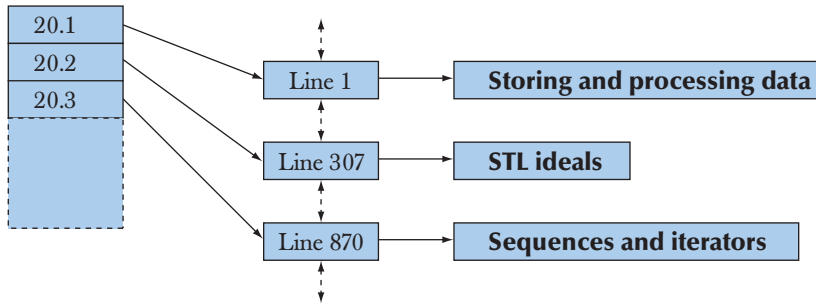 20.1
20.2
20.3
Line 1
Storing and processing data
Line 307
STL ideals
Line 870
Sequences and iterators